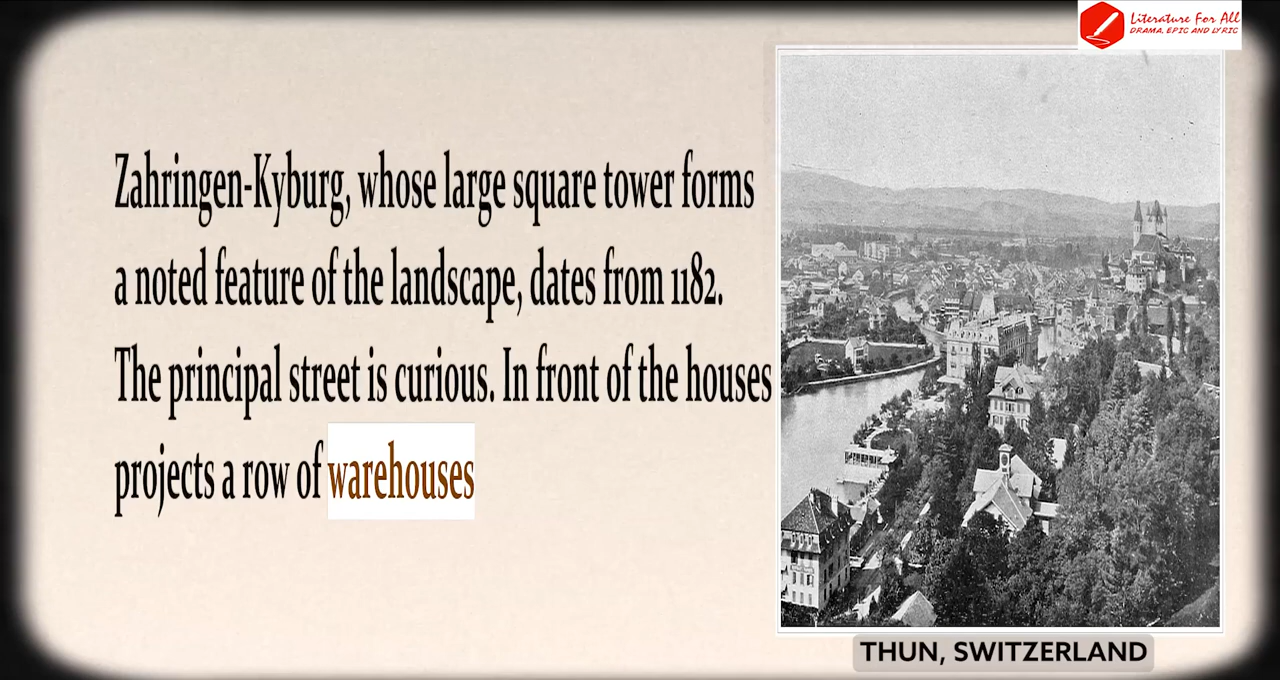 Literature For All
DRAMA, EPIC AND LYRIC
Zahringen-Kyburg, whose large square tower forms
a noted feature of the landscape, dates from 1182.
The principal street is curious. In front of the houses
projects a row of warehouses
THUN, SWITZERLAND